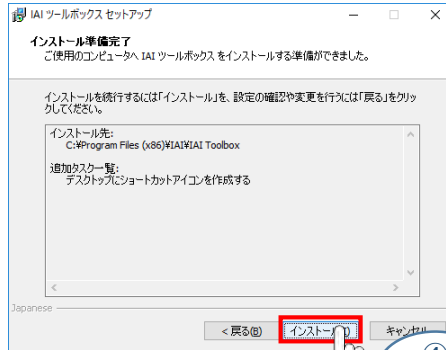 IAI ツールボックス セットアップ
インストール準備完了
ご使用のコンピュータへ IAI ツールボックス をインストールする準備ができました。
インストールを続行するには「インストール」を、設定の確認や変更を行うには「戻る」をクリッ
クしてください。
インストール先:
C:¥Program Files (x86)¥IAI¥IAI Toolbox
追加タスク一覧:
デスクトップにショートカットアイコンを作成する
Japanese
< 戻る(B) インストール(I) キャンセル